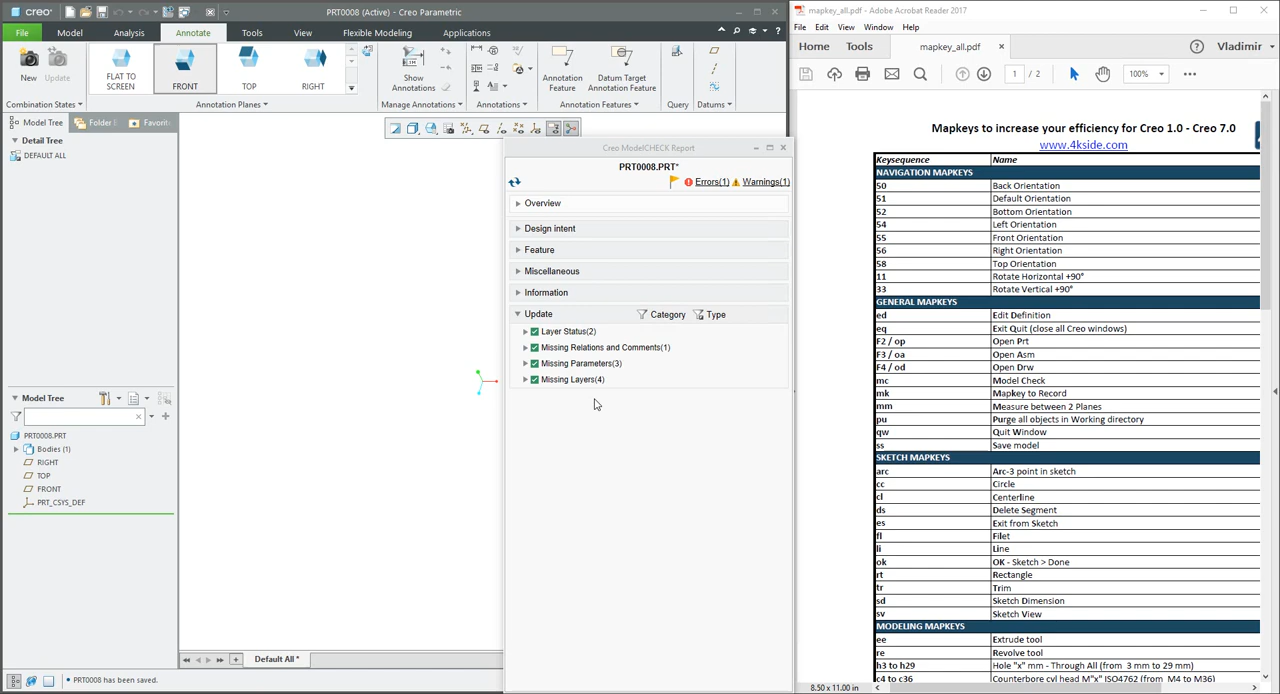 creo
PRT0008 (Active) - Creo Parametric
File Model Analysis Annotate Tools View Flexible Modeling Applications
New
Update
FLAT TO SCREEN
FRONT
TOP
RIGHT
Show Annotations
Annotation Feature
Datum Target Annotation Feature
Combination States
Annotation Planes
Manage Annotations
Annotations
Annotation Features
Query
Datums
Model Tree
Folder
Favorit
Detail Tree
DEFAULT ALL
Model Tree
PRT0008.PRT
Bodies (1)
RIGHT
TOP
FRONT
PRT_CSYS_DEF
Default All *
• PRT0008 has been saved.
Creo ModelCHECK Report
PRT0008.PRT*
Errors(1) Warnings(1)
Overview
Design intent
Feature
Miscellaneous
Information
Update Category Type
Layer Status(2)
Missing Relations and Comments(1)
Missing Parameters(3)
Missing Layers(4)
mapkey_all.pdf - Adobe Acrobat Reader 2017
File Edit View Window Help
Home Tools mapkey_all.pdf × Vladimir
1 / 2 100%
Mapkeys to increase your efficiency for Creo 1.0 - Creo 7.0
www.4kside.com
Keysequence Name
NAVIGATION MAPKEYS
50 Back Orientation
51 Default Orientation
52 Bottom Orientation
54 Left Orientation
55 Front Orientation
56 Right Orientation
58 Top Orientation
11 Rotate Horizontal +90°
33 Rotate Vertical +90°
GENERAL MAPKEYS
ed Edit Definition
eq Exit Quit (close all Creo windows)
F2 / op Open Prt
F3 / oa Open Asm
F4 / od Open Drw
mc Model Check
mk Mapkey to Record
mm Measure between 2 Planes
pu Purge all objects in Working directory
qw Quit Window
ss Save model
SKETCH MAPKEYS
arc Arc-3 point in sketch
cc Circle
cl Centerline
ds Delete Segment
es Exit from Sketch
fl Filet
li Line
ok OK - Sketch > Done
rt Rectangle
tr Trim
sd Sketch Dimension
sv Sketch View
MODELING MAPKEYS
ee Extrude tool
re Revolve tool
h3 to h29 Hole "x" mm - Through All (from 3 mm to 29 mm)
c4 to c36 Counterbore cyl head M"x" ISO4762 (from M4 to M36)
8.50 x 11.00 in